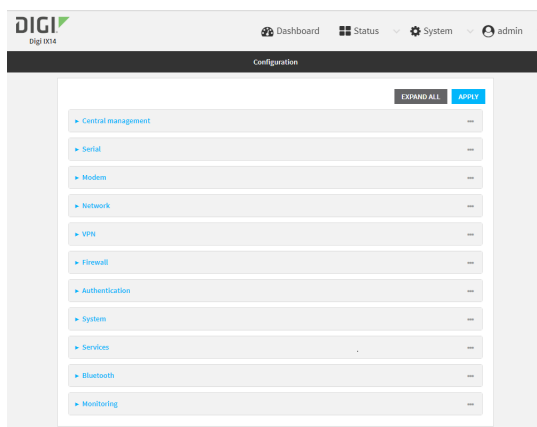 DIGI
Digi IX14
Dashboard Status System admin
Configuration
EXPAND ALL APPLY
Central management
Serial
Modem
Network
VPN
Firewall
Authentication
System
Services
Bluetooth
Monitoring